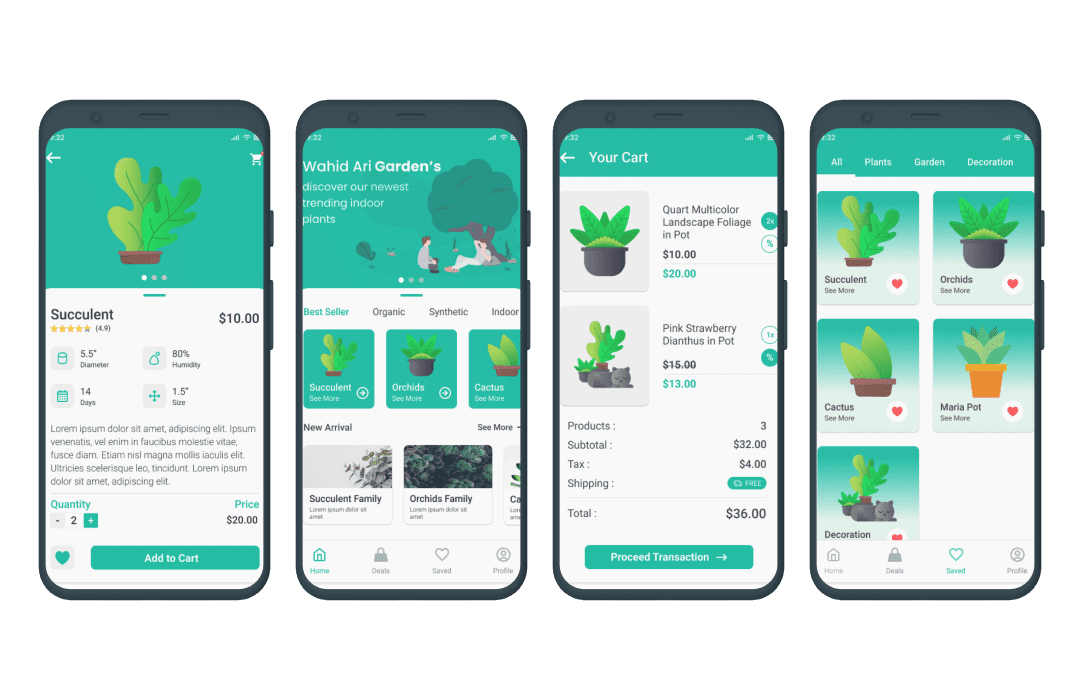 :32
Succulent
(4.9)
$10.00
5.5"
Diameter
80%
Humidity
14
Days
1.5"
Size
Lorem ipsum dolor sit amet, adipiscing elit. Ipsum
venenatis, vel enim in faucibus molestie vitae,
fusce diam. Enim nisl magna mollis iaculis elit.
Ultricies scelerisque leo, tincidunt. Lorem ipsum
dolor sit amet, adipiscing elit.
Quantity
Price
- 2 +
$20.00
Add to Cart
:32
Wahid Ari Garden's
discover our newest
trending indoor
plants
Best Seller Organic Synthetic Indoor
Succulent
See More
Orchids
See More
Cactus
See More
New Arrival
See More
Succulent Family
Lorem ipsum dolor sit
amet
Orchids Family
Lorem ipsum dolor sit
amet
Ca
Home Deals Saved Profile
:32
Your Cart
Quart Multicolor
Landscape Foliage
in Pot
$10.00
$20.00
2x
%
Pink Strawberry
Dianthus in Pot
$15.00
$13.00
1x
%
Products : 3
Subtotal : $32.00
Tax : $4.00
Shipping : FREE
Total : $36.00
Proceed Transaction
:32
All Plants Garden Decoration
Succulent
See More
Orchids
See More
Cactus
See More
Maria Pot
See More
Decoration
Home Deals Saved Profile